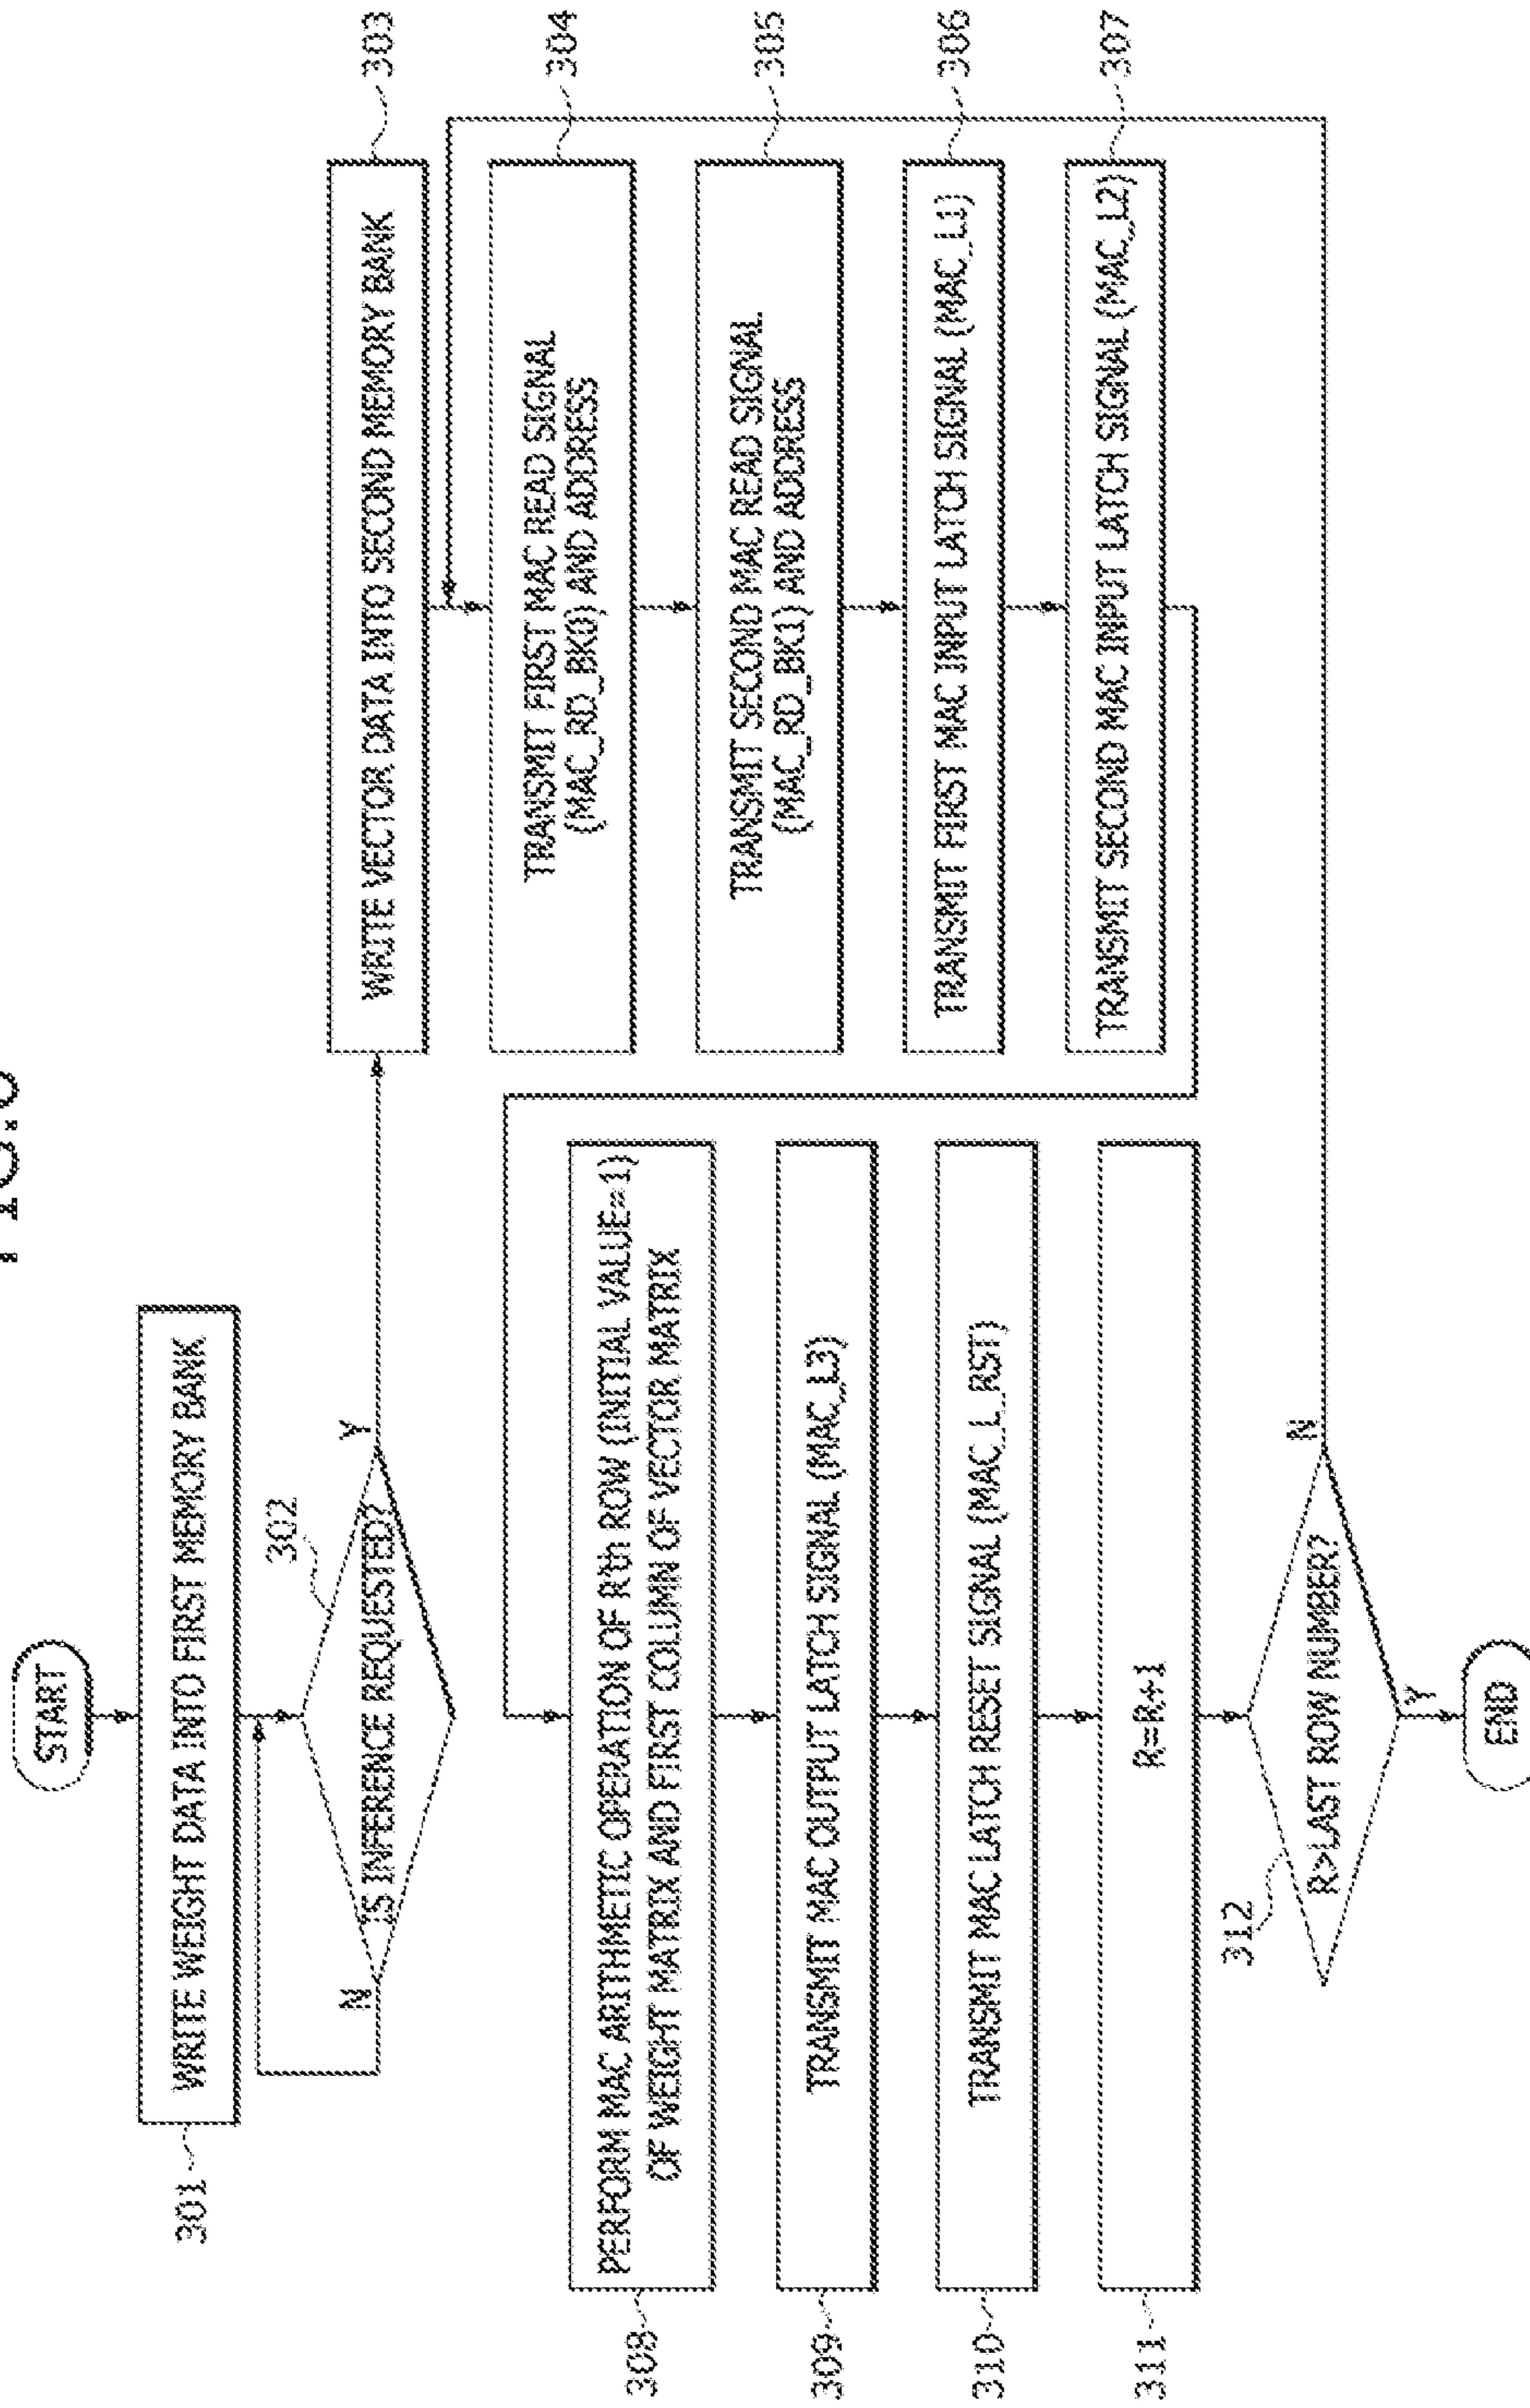 START
301
WRITE WEIGHT DATA INTO FIRST MEMORY BANK
302
IS INFERENCE REQUESTED?
N
Y
303
WRITE VECTOR DATA INTO SECOND MEMORY BANK
304
TRANSMIT FIRST MAC READ SIGNAL
(MAC_RD_BK0) AND ADDRESS
305
TRANSMIT SECOND MAC READ SIGNAL
(MAC_RD_BK1) AND ADDRESS
306
TRANSMIT FIRST MAC INPUT LATCH SIGNAL (MAC_L1)
307
TRANSMIT SECOND MAC INPUT LATCH SIGNAL (MAC_L2)
308
PERFORM MAC ARITHMETIC OPERATION OF R'th ROW (INITIAL VALUE=1)
OF WEIGHT MATRIX AND FIRST COLUMN OF VECTOR MATRIX
309
TRANSMIT MAC OUTPUT LATCH SIGNAL (MAC_L3)
310
TRANSMIT MAC LATCH RESET SIGNAL (MAC_L_RST)
311
R=R+1
312
R>LAST ROW NUMBER?
N
Y
END